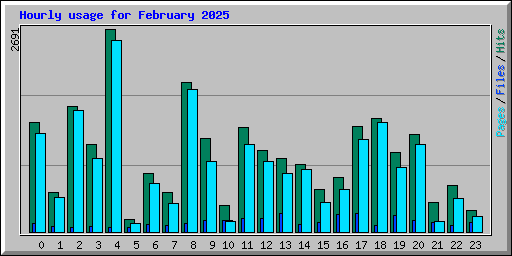 Hourly usage for February 2025
2691
Pages / Files / Hits
0 1 2 3 4 5 6 7 8 9 10 11 12 13 14 15 16 17 18 19 20 21 22 23